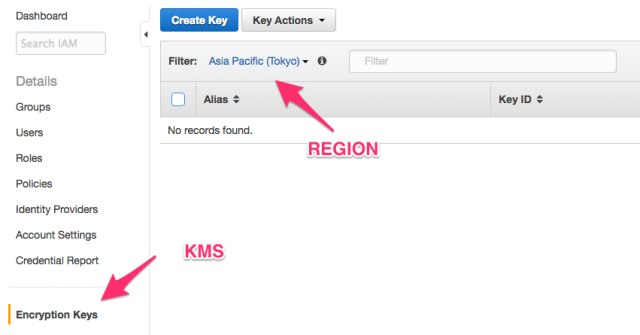 Dashboard
Search IAM
Details
Groups
Users
Roles
Policies
Identity Providers
Account Settings
Credential Report
Encryption Keys
Create Key
Key Actions
Filter: Asia Pacific (Tokyo) Filter
Alias Key ID
No records found.
REGION
KMS